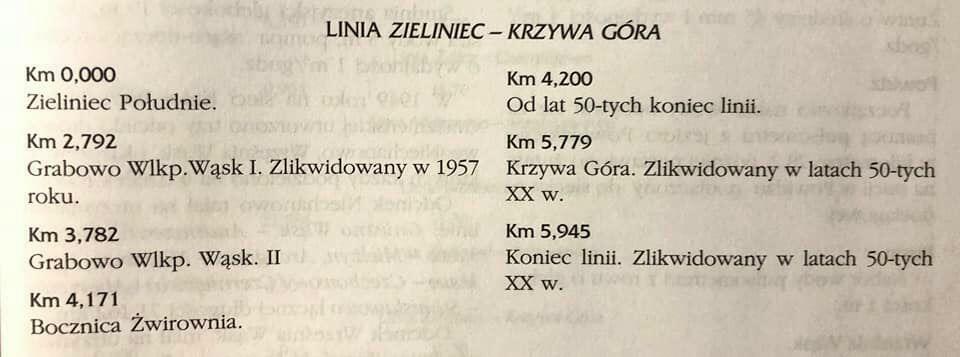 LINIA ZIELINIEC – KRZYWA GÓRA
Km 0,000
Zieliniec Południe.
Km 2,792
Grabowo Wlkp.Wąsk I. Zlikwidowany w 1957
roku.
Km 3,782
Grabowo Wlkp. Wąsk. II
Km 4,171
Bocznica Żwirownia.
Km 4,200
Od lat 50-tych koniec linii.
Km 5,779
Krzywa Góra. Zlikwidowany w latach 50-tych
XX w.
Km 5,945
Koniec linii. Zlikwidowany w latach 50-tych
XX w.